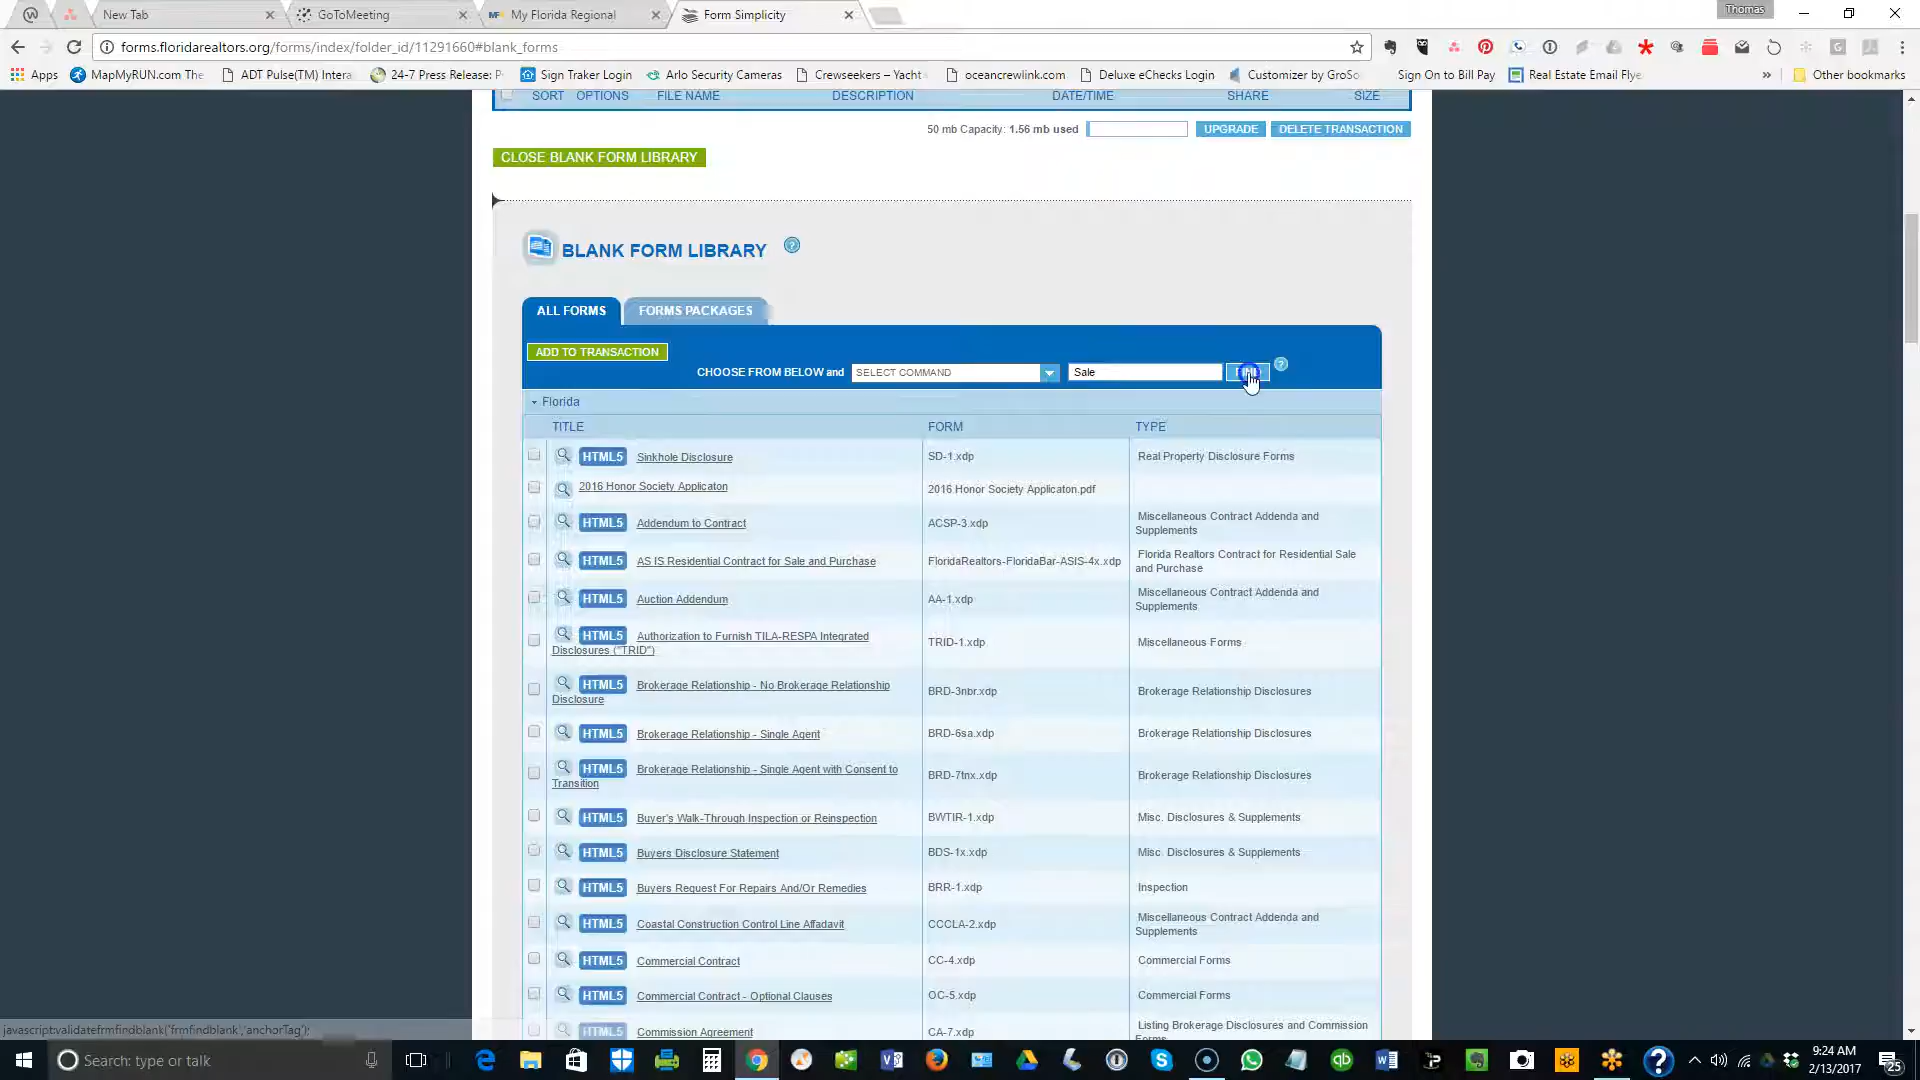 New Tab
GoToMeeting
My Florida Regional
Form Simplicity
Thomas
forms.floridarealtors.org/forms/index/folder_id/11291660#blank_forms
Apps
MapMyRUN.com The
ADT Pulse(TM) Intera
24-7 Press Release:
Sign Traker Login
Arlo Security Cameras
Crewseekers – Yacht
oceancrewlink.com
Deluxe eChecks Login
Customizer by GroSo
Sign On to Bill Pay
Real Estate Email Flye
»
Other bookmarks
SORT OPTIONS FILE NAME DESCRIPTION DATE/TIME SHARE SIZE
50 mb Capacity: 1.56 mb used UPGRADE DELETE TRANSACTION
CLOSE BLANK FORM LIBRARY
BLANK FORM LIBRARY ?
ALL FORMS FORMS PACKAGES
ADD TO TRANSACTION
CHOOSE FROM BELOW and SELECT COMMAND Sale ?
Florida
TITLE FORM TYPE
HTML5 Sinkhole Disclosure SD-1.xdp Real Property Disclosure Forms
2016 Honor Society Applicaton 2016 Honor Society Applicaton.pdf
HTML5 Addendum to Contract ACSP-3.xdp Miscellaneous Contract Addenda and
Supplements
HTML5 AS IS Residential Contract for Sale and Purchase FloridaRealtors-FloridaBar-ASIS-4x.xdp Florida Realtors Contract for Residential Sale
and Purchase
HTML5 Auction Addendum AA-1.xdp Miscellaneous Contract Addenda and
Supplements
HTML5 Authorization to Furnish TILA-RESPA Integrated
Disclosures ("TRID") TRID-1.xdp Miscellaneous Forms
HTML5 Brokerage Relationship - No Brokerage Relationship
Disclosure BRD-3nbr.xdp Brokerage Relationship Disclosures
HTML5 Brokerage Relationship - Single Agent BRD-6sa.xdp Brokerage Relationship Disclosures
HTML5 Brokerage Relationship - Single Agent with Consent to
Transition BRD-7tnx.xdp Brokerage Relationship Disclosures
HTML5 Buyer's Walk-Through Inspection or Reinspection BWTIR-1.xdp Misc. Disclosures & Supplements
HTML5 Buyers Disclosure Statement BDS-1x.xdp Misc. Disclosures & Supplements
HTML5 Buyers Request For Repairs And/Or Remedies BRR-1.xdp Inspection
HTML5 Coastal Construction Control Line Affadavit CCCLA-2.xdp Miscellaneous Contract Addenda and
Supplements
HTML5 Commercial Contract CC-4.xdp Commercial Forms
HTML5 Commercial Contract - Optional Clauses OC-5.xdp Commercial Forms
HTML5 Commission Agreement CA-7.xdp Listing Brokerage Disclosures and Commission
Forms
javascript:validatefrmfindblank('frmfindblank','anchorTag');
Search: type or talk
9:24 AM
2/13/2017
25